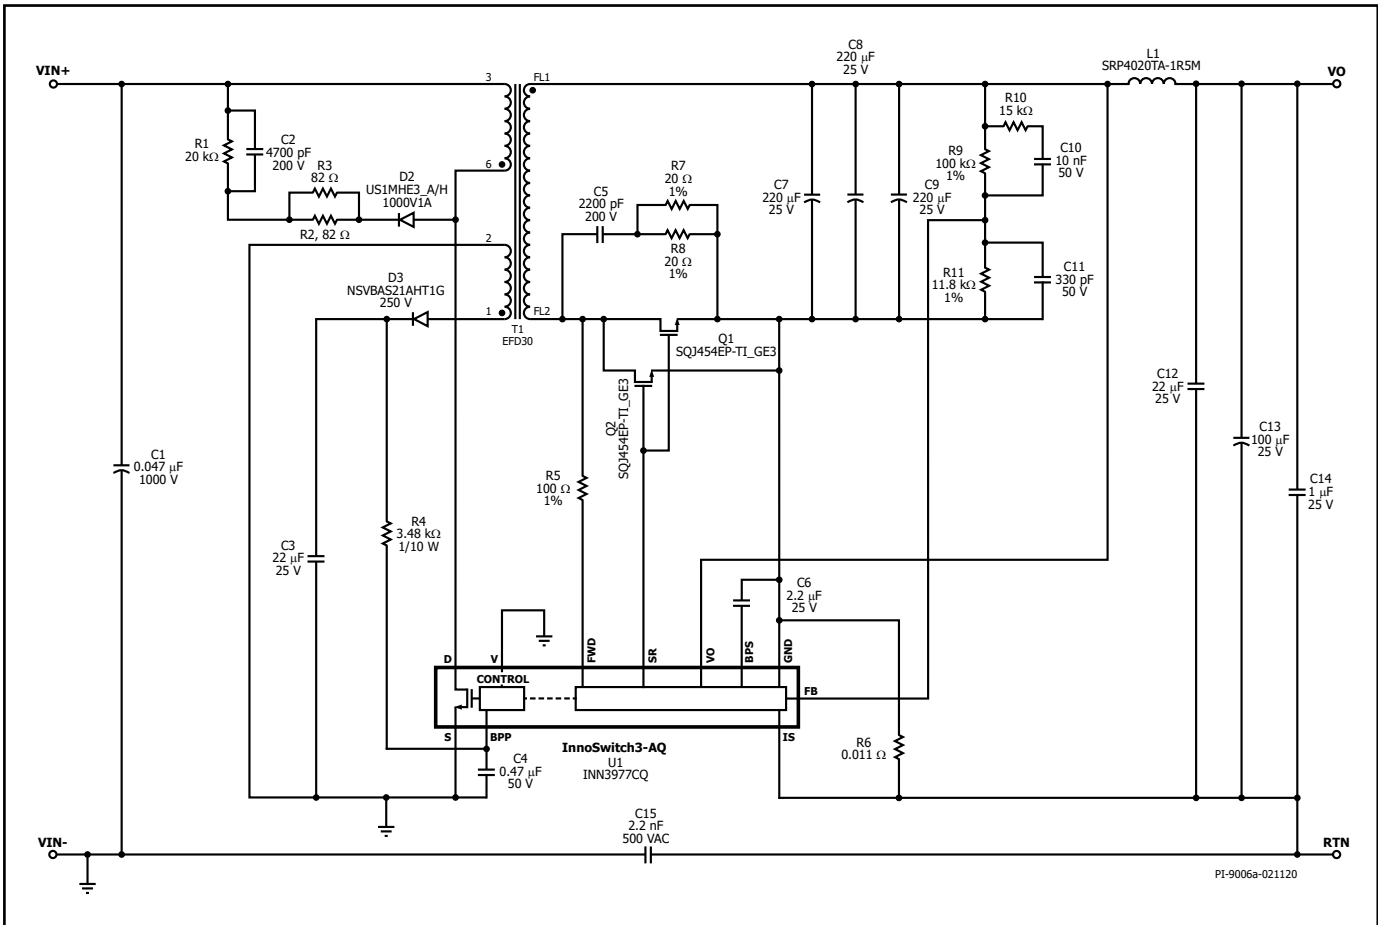 C8
220 µF
25 V
L1
SRP4020TA-1R5M
VIN+
VO
3
FL1
R10
15 kΩ
R1
20 kΩ
C2
4700 pF
200 V
R3
82 Ω
D2
US1MHE3_A/H
1000V1A
6
R2, 82 Ω
C5
2200 pF
200 V
R7
20 Ω
1%
R8
20 Ω
1%
C7
220 µF
25 V
C9
220 µF
25 V
R9
100 kΩ
1%
C10
10 nF
50 V
2
D3
NSVBAS21AHT1G
250 V
1
FL2
T1
EFD30
R11
11.8 kΩ
1%
C11
330 pF
50 V
Q1
SQJ454EP-TI_GE3
Q2
SQJ454EP-TI_GE3
C12
22 µF
25 V
C1
0.047 µF
1000 V
C13
100 µF
25 V
R5
100 Ω
1%
C14
1 µF
25 V
R4
3.48 kΩ
1/10 W
C3
22 µF
25 V
C6
2.2 µF
25 V
D
V
FWD
SR
VO
BPS
GND
CONTROL
FB
S
BPP
IS
InnoSwitch3-AQ
U1
INN3977CQ
R6
0.011 Ω
C4
0.47 µF
50 V
C15
2.2 nF
500 VAC
VIN-
RTN
PI-9006a-021120